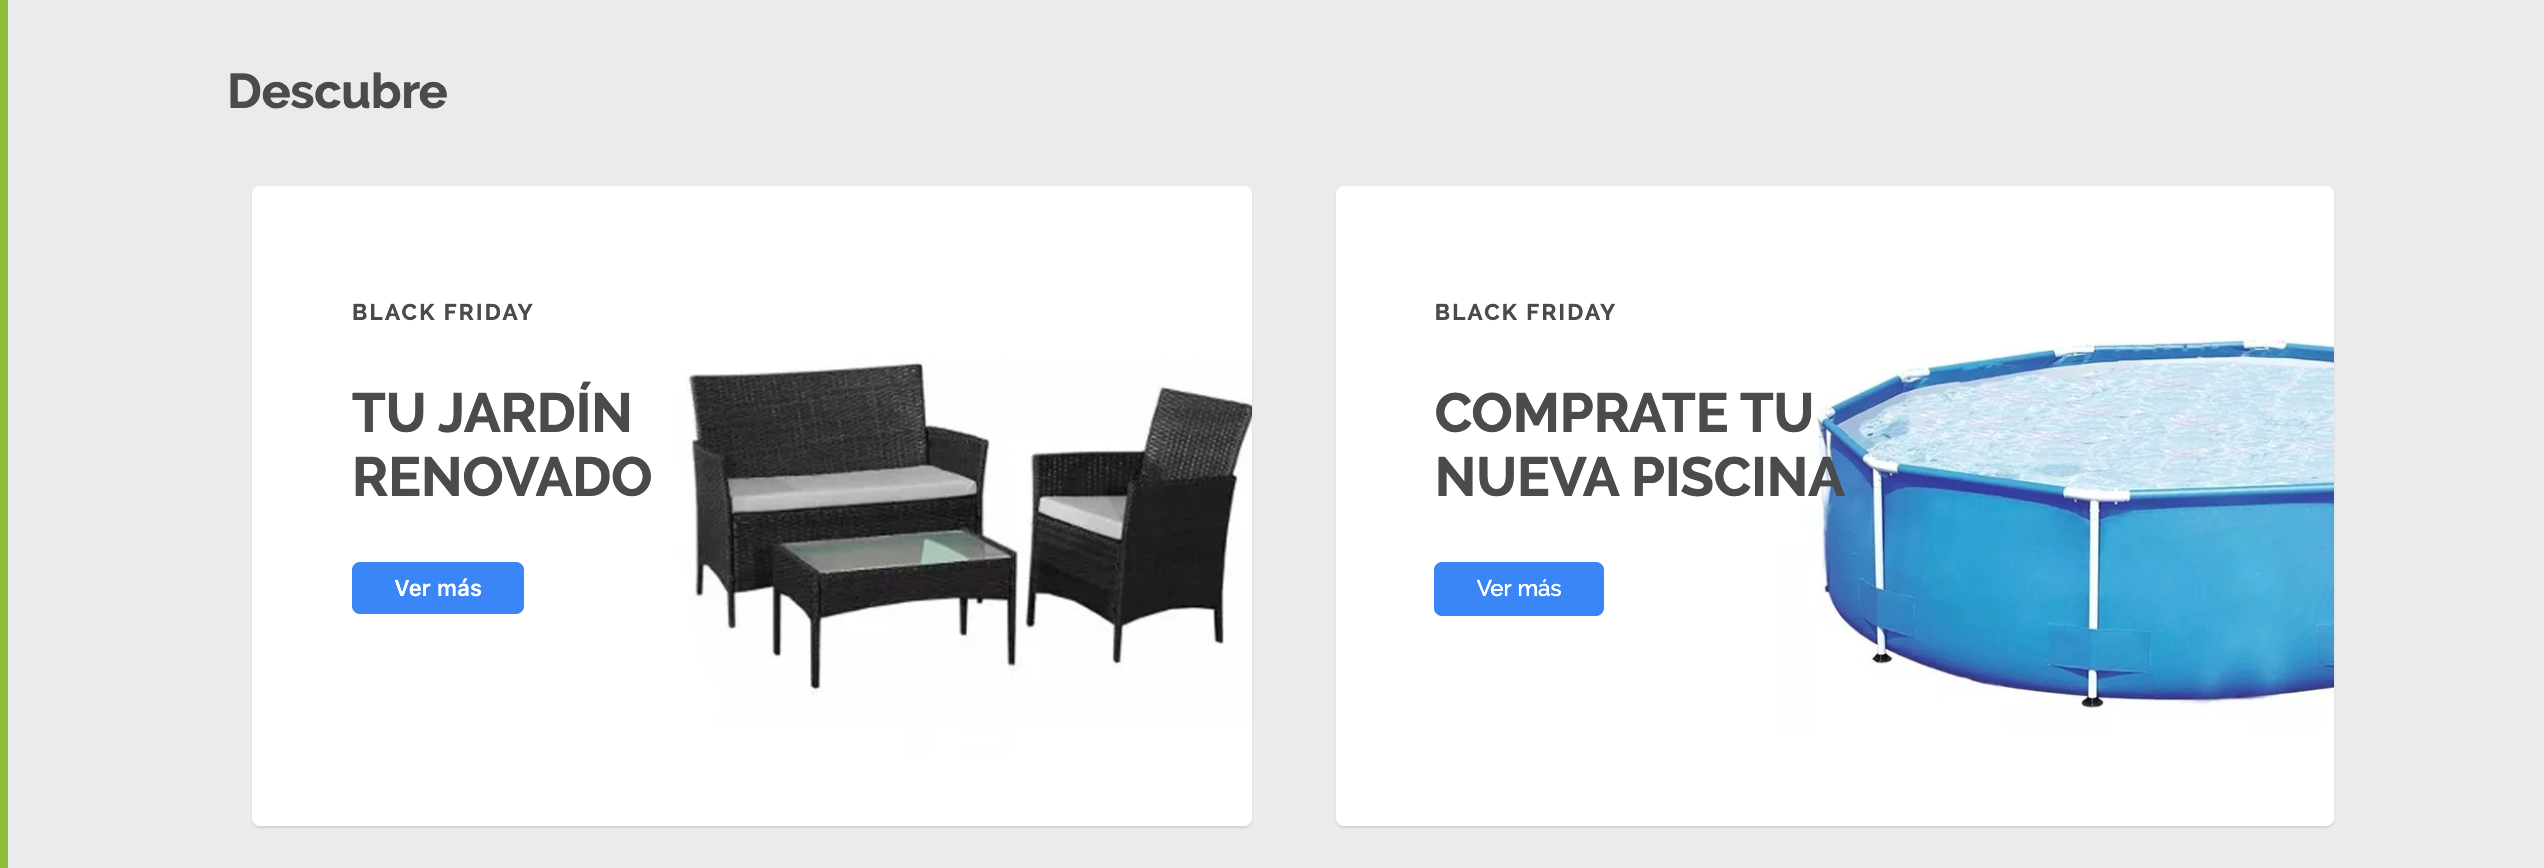 Descubre
BLACK FRIDAY
TU JARDÍN
RENOVADO
Ver más
BLACK FRIDAY
COMPRATE TU
NUEVA PISCINA
Ver más